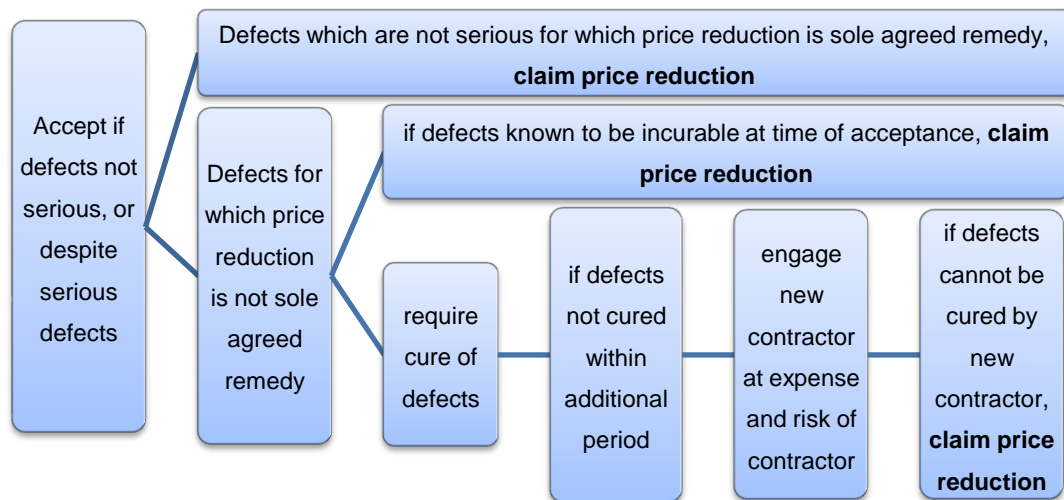 Accept if
defects not
serious, or
despite
serious
defects
Defects which are not serious for which price reduction is sole agreed remedy,
claim price reduction
Defects for
which price
reduction
is not sole
agreed
remedy
if defects known to be incurable at time of acceptance, claim
price reduction
require
cure of
defects
if defects
not cured
within
additional
period
engage
new
contractor
at expense
and risk of
contractor
if defects
cannot be
cured by
new
contractor,
claim price
reduction